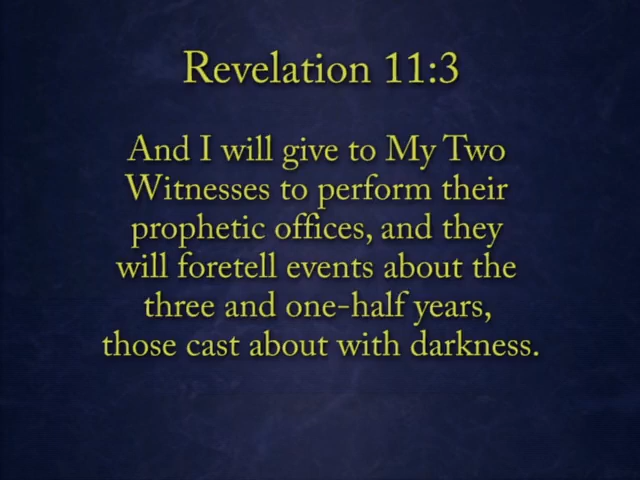 Revelation 11:3
And I will give to My Two
Witnesses to perform their
prophetic offices, and they
will foretell events about the
three and one-half years,
those cast about with darkness.